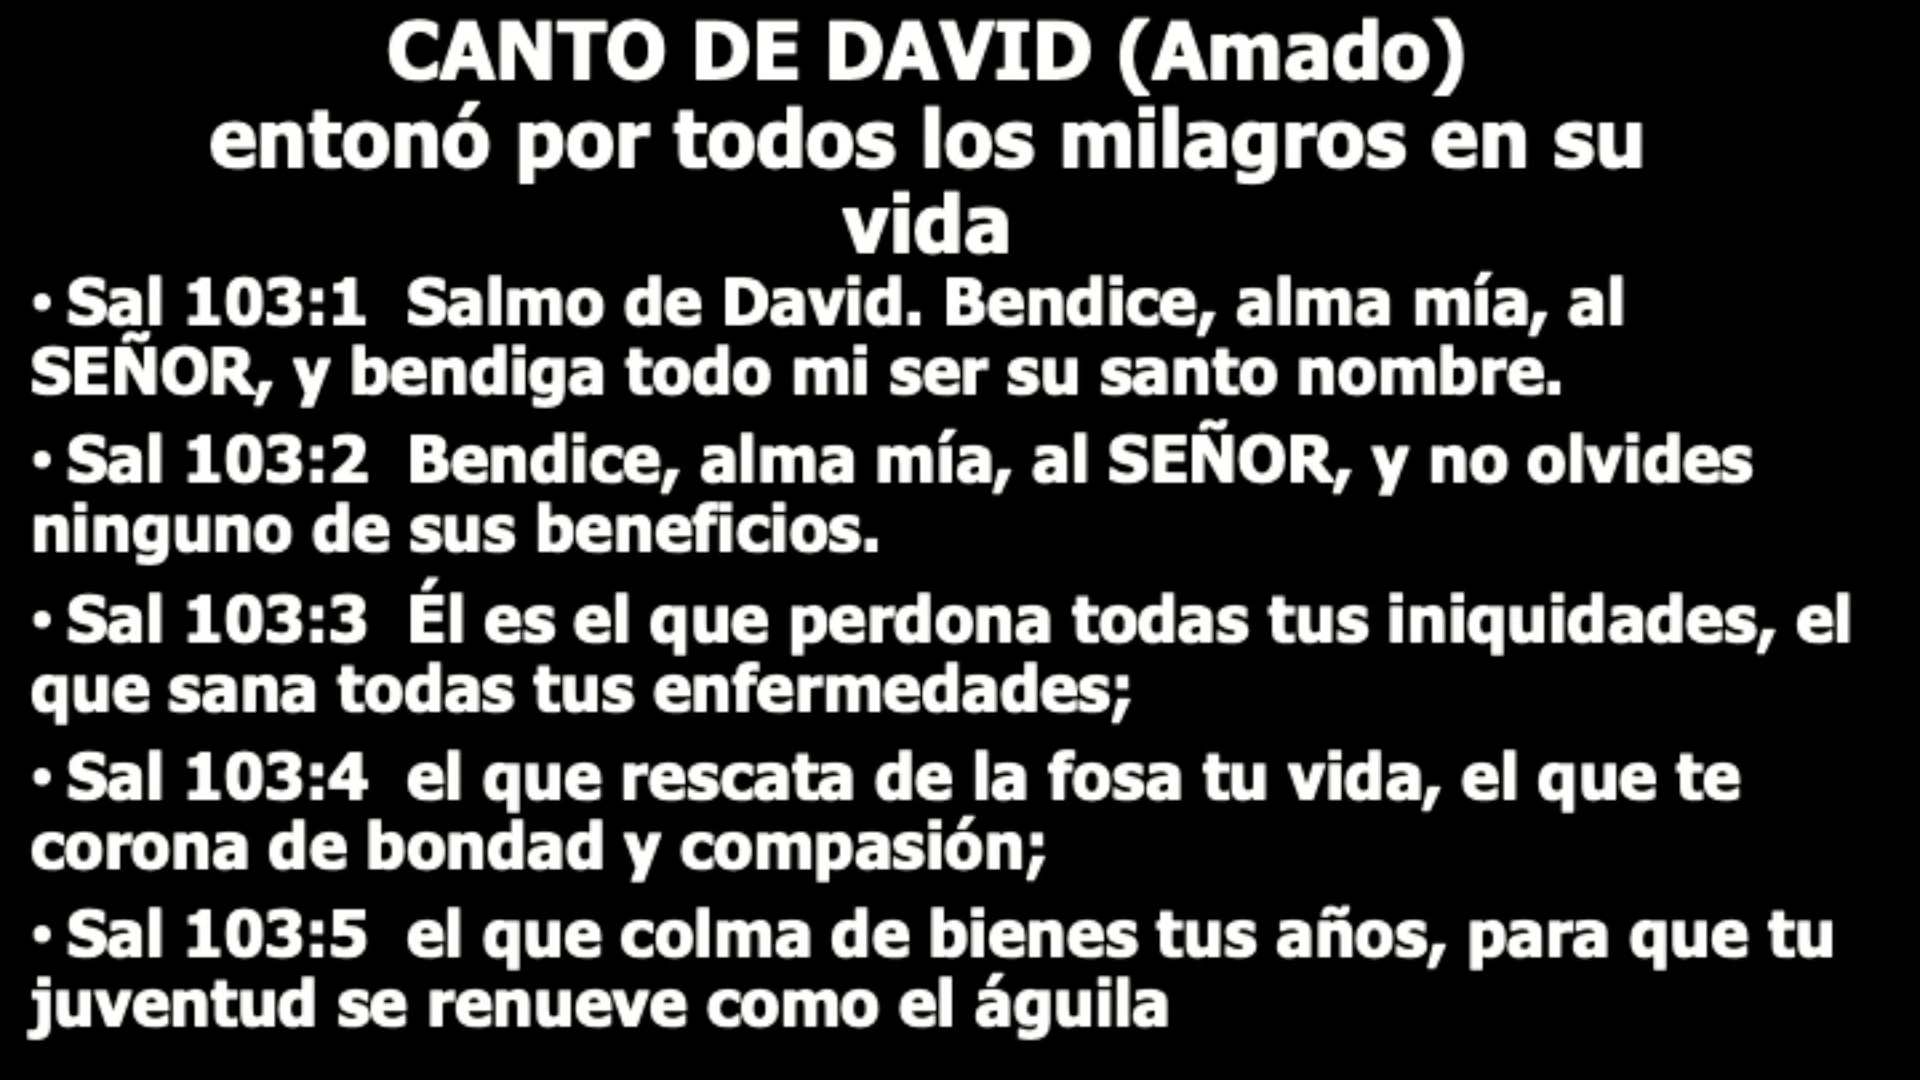 CANTO DE DAVID (Amado)
entonó por todos los milagros en su
vida
• Sal 103:1  Salmo de David. Bendice, alma mía, al
SEÑOR, y bendiga todo mi ser su santo nombre.
• Sal 103:2  Bendice, alma mía, al SEÑOR, y no olvides
ninguno de sus beneficios.
• Sal 103:3  Él es el que perdona todas tus iniquidades, el
que sana todas tus enfermedades;
• Sal 103:4  el que rescata de la fosa tu vida, el que te
corona de bondad y compasión;
• Sal 103:5  el que colma de bienes tus años, para que tu
juventud se renueve como el águila